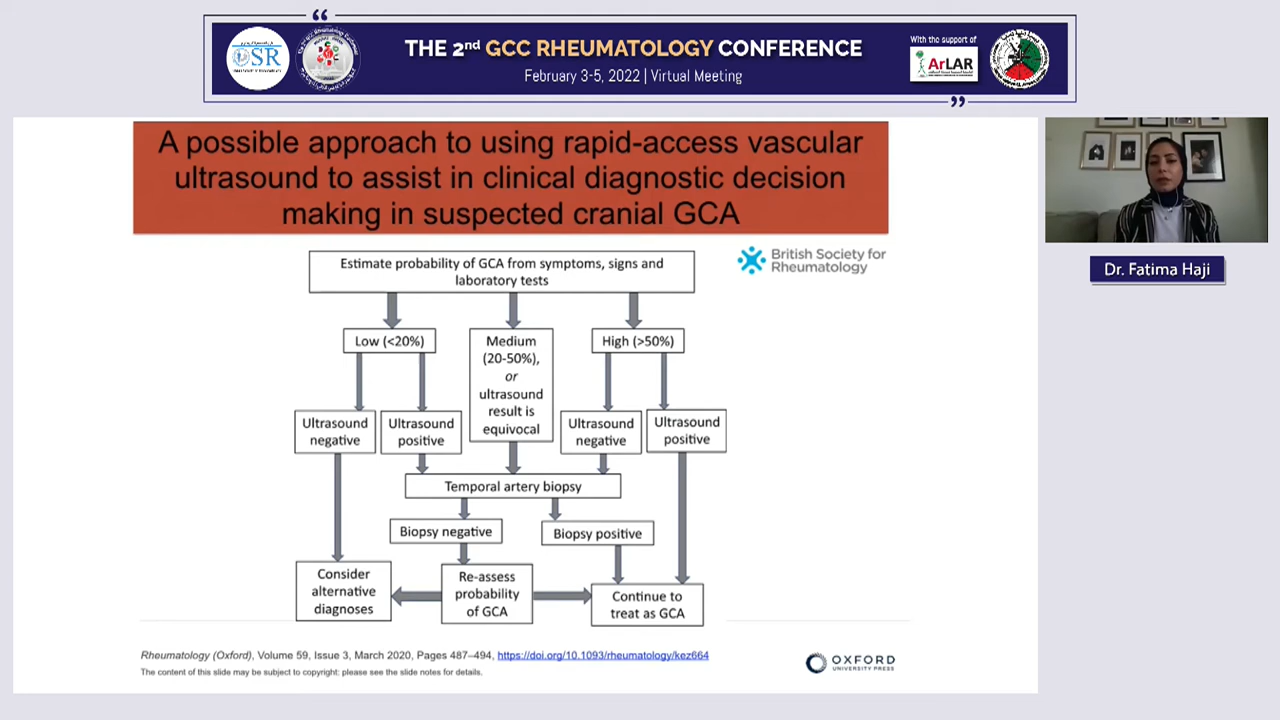 “
THE 2nd GCC RHEUMATOLOGY CONFERENCE
February 3-5, 2022 | Virtual Meeting
”
OSR
With the support of
ArLAR
A possible approach to using rapid-access vascular
ultrasound to assist in clinical diagnostic decision
making in suspected cranial GCA
British Society for
Rheumatology
Estimate probability of GCA from symptoms, signs and
laboratory tests
Low (<20%)
Medium
(20-50%),
or
ultrasound
result is
equivocal
High (>50%)
Ultrasound
negative
Ultrasound
positive
Ultrasound
negative
Ultrasound
positive
Temporal artery biopsy
Biopsy negative
Biopsy positive
Consider
alternative
diagnoses
Re-assess
probability
of GCA
Continue to
treat as GCA
Rheumatology (Oxford), Volume 59, Issue 3, March 2020, Pages 487–494, https://doi.org/10.1093/rheumatology/kez664
The content of this slide may be subject to copyright: please see the slide notes for details.
OXFORD
UNIVERSITY PRESS
Dr. Fatima Haji